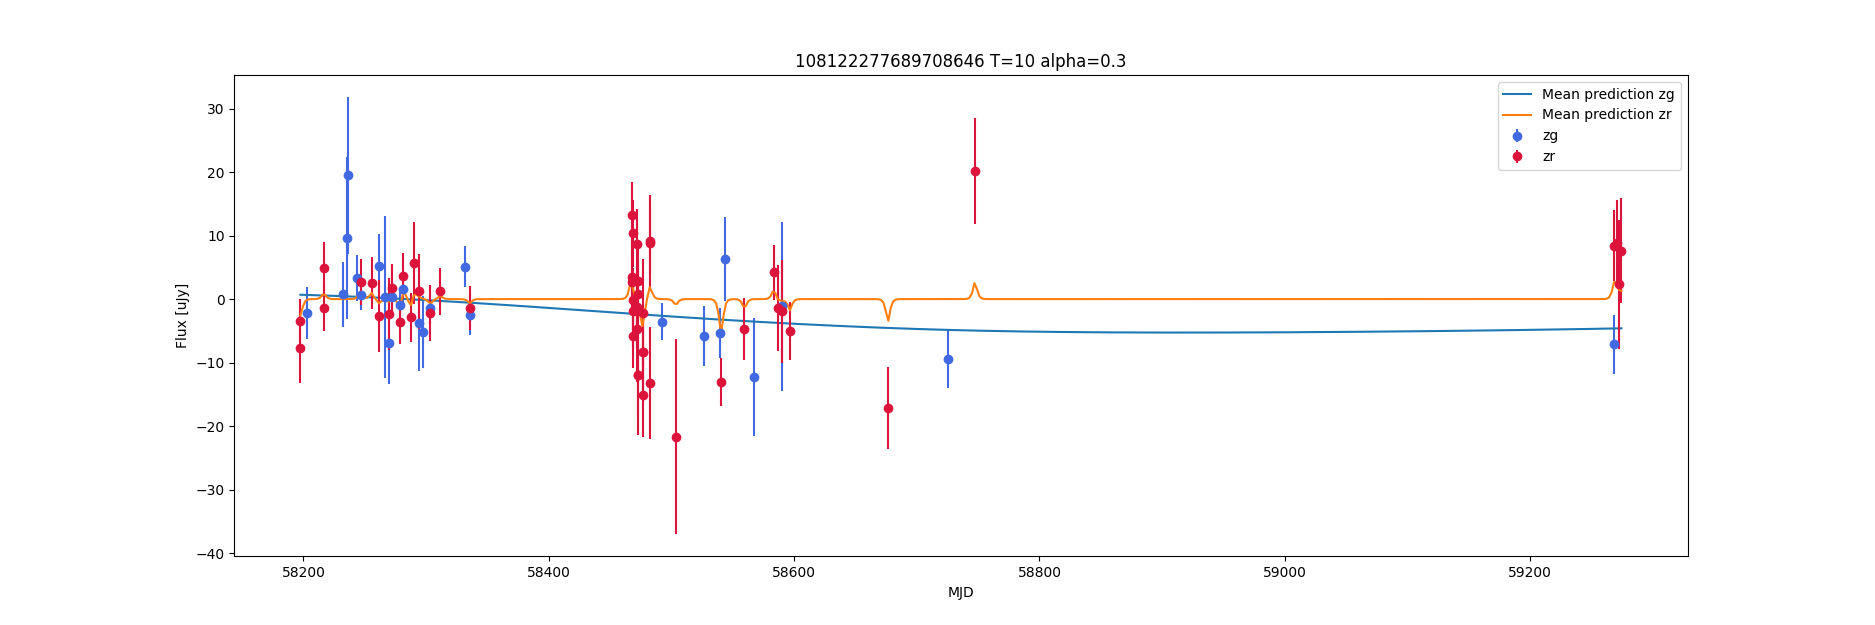 108122277689708646 T=10 alpha=0.3
Mean prediction zg
Mean prediction zr
zg
zr
Flux [uJy]
30
20
10
0
−10
−20
−30
−40
58200
58400
58600
58800
59000
59200
MJD